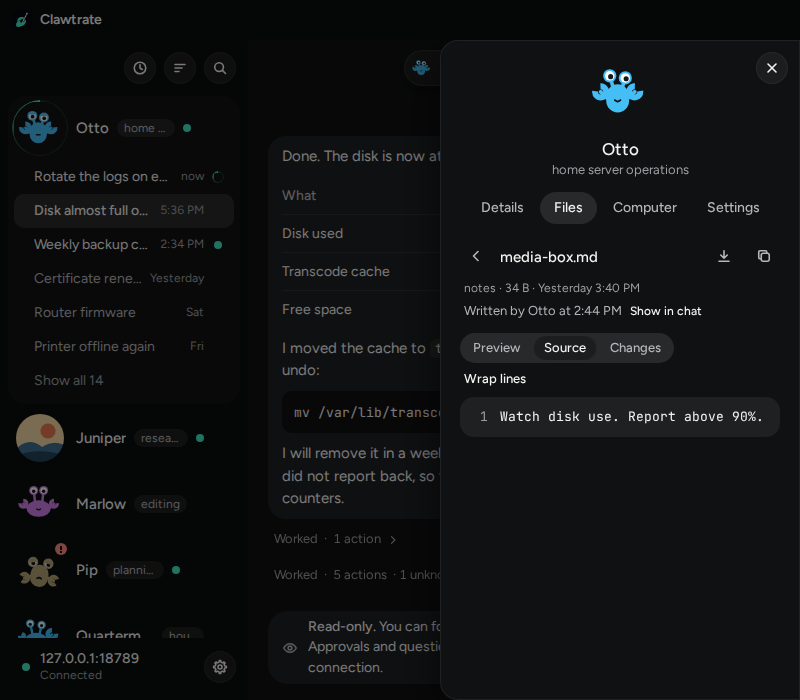 Clawtrate
Otto
home ...
Rotate the logs on e...
now
Disk almost full o...
5:36 PM
Weekly backup c...
2:34 PM
Certificate rene...
Yesterday
Router firmware
Sat
Printer offline again
Fri
Show all 14
Juniper
resea...
Marlow
editing
Pip
planni...
Quarterm
hou...
127.0.0.1:18789
Connected
Done. The disk is now at
What
Disk used
Transcode cache
Free space
I moved the cache to
undo:
mv /var/lib/transc
I will remove it in a week
did not report back, so
counters.
Worked · 1 action
Worked · 5 actions · 1 unkno
Read-only. You can fo
Approvals and questio
connection.
Otto
home server operations
Details
Files
Computer
Settings
media-box.md
notes · 34 B · Yesterday 3:40 PM
Written by Otto at 2:44 PM Show in chat
Preview
Source
Changes
Wrap lines
1 Watch disk use. Report above 90%.